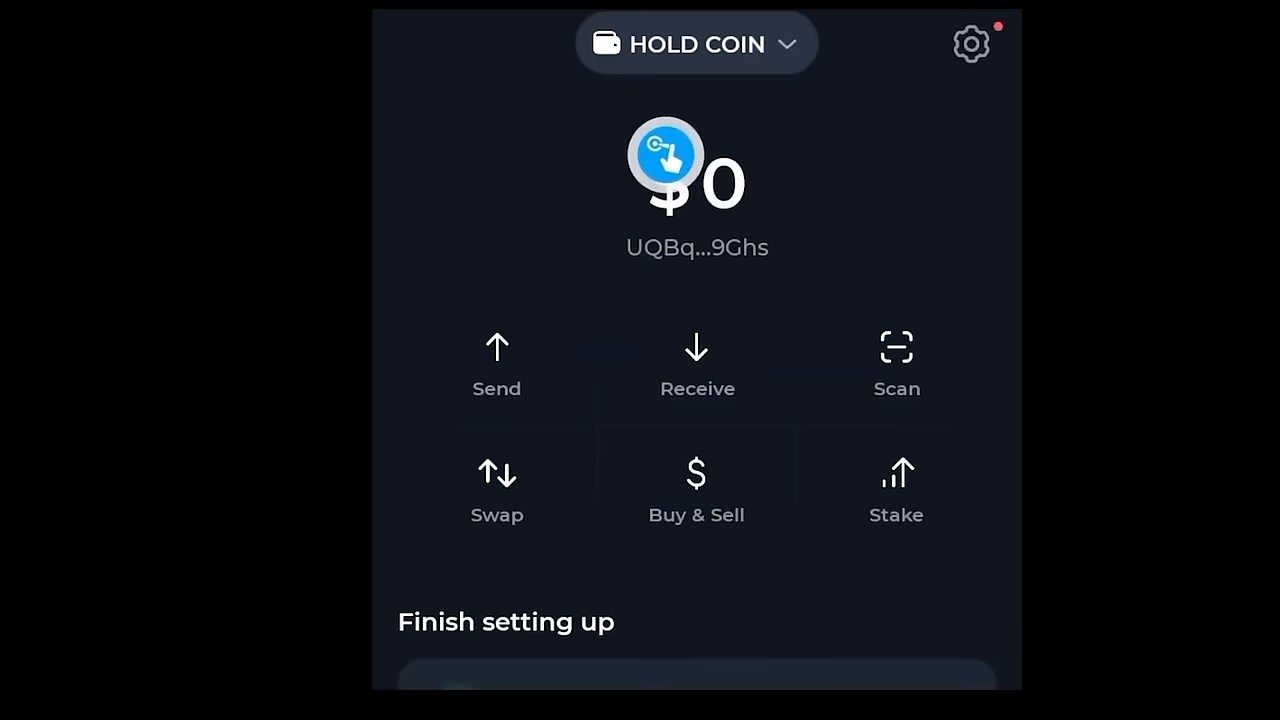 HOLD COIN
$0
UQBq...9Ghs
Send Receive Scan
Swap Buy & Sell Stake
Finish setting up